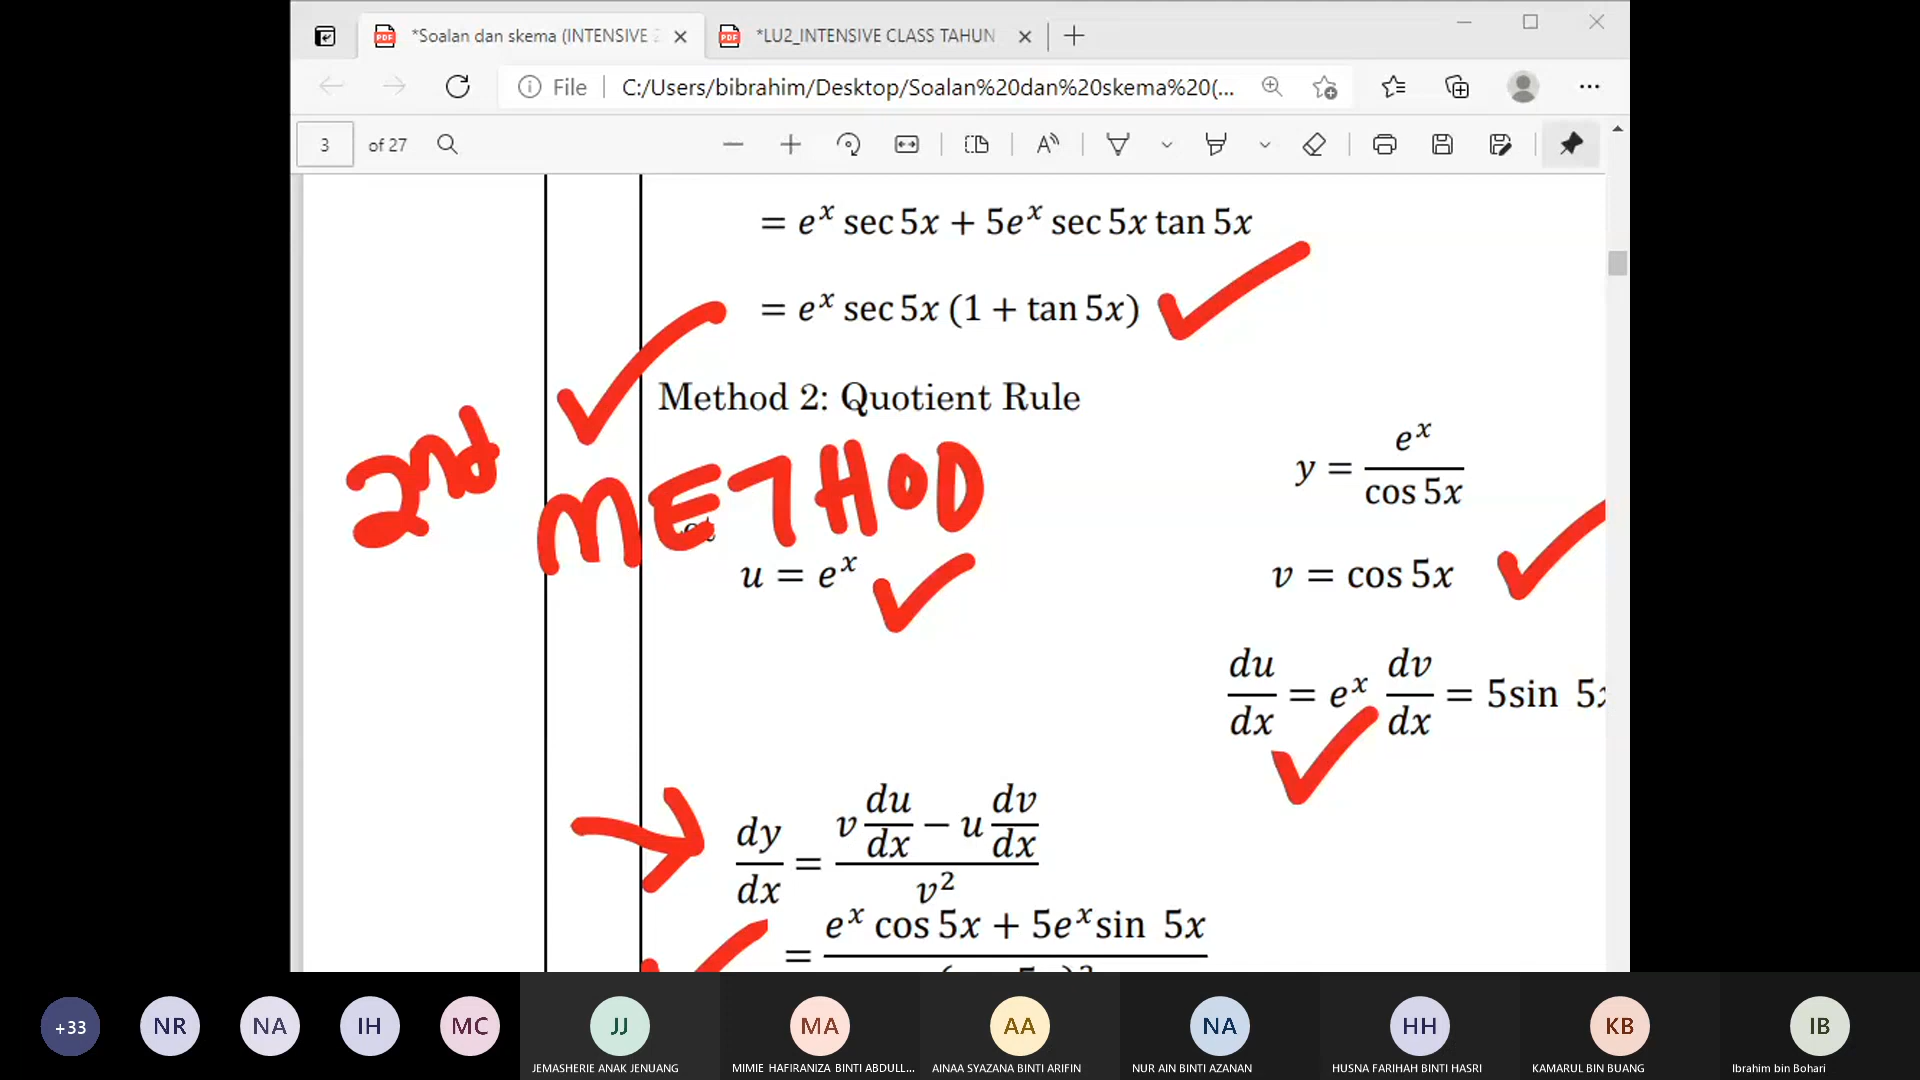 *Soalan dan skema (INTENSIVE
*LU2_INTENSIVE CLASS TAHUN
File
C:/Users/bibrahim/Desktop/Soalan%20dan%20skema%20(...
3 of 27
= e^x sec 5x + 5e^x sec 5x tan 5x
= e^x sec 5x (1 + tan 5x)
Method 2: Quotient Rule
2nd METHOD
y = e^x / cos 5x
u = e^x
v = cos 5x
du/dx = e^x dv/dx = 5sin 5x
dy/dx = (v du/dx − u dv/dx) / v^2
= e^x cos 5x + 5e^x sin 5x
+33
NR
NA
IH
MC
JJ
MA
AA
NA
HH
KB
IB
JEMASHERIE ANAK JENUANG
MIMIE HAFIRANIZA BINTI ABDULL...
AINAA SYAZANA BINTI ARIFIN
NUR AIN BINTI AZANAN
HUSNA FARIHAH BINTI HASRI
KAMARUL BIN BUANG
Ibrahim bin Bohari